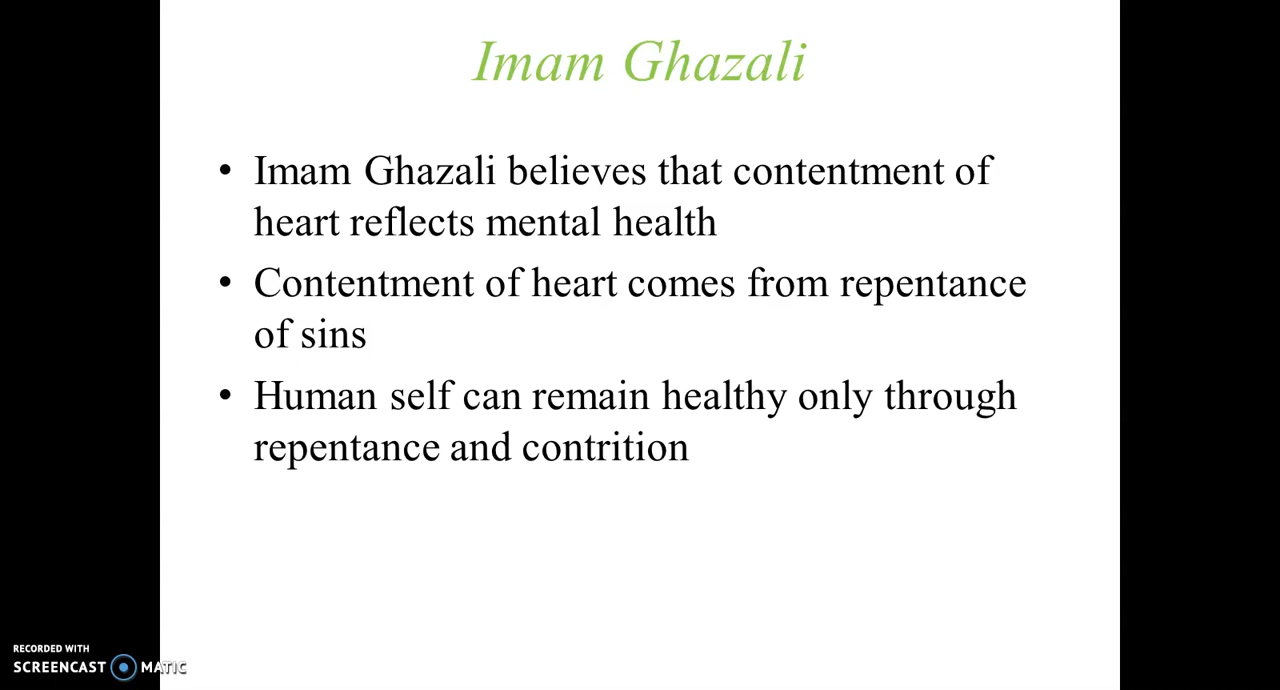 Imam Ghazali
• Imam Ghazali believes that contentment of
heart reflects mental health
• Contentment of heart comes from repentance
of sins
• Human self can remain healthy only through
repentance and contrition
RECORDED WITH
SCREENCAST MATIC